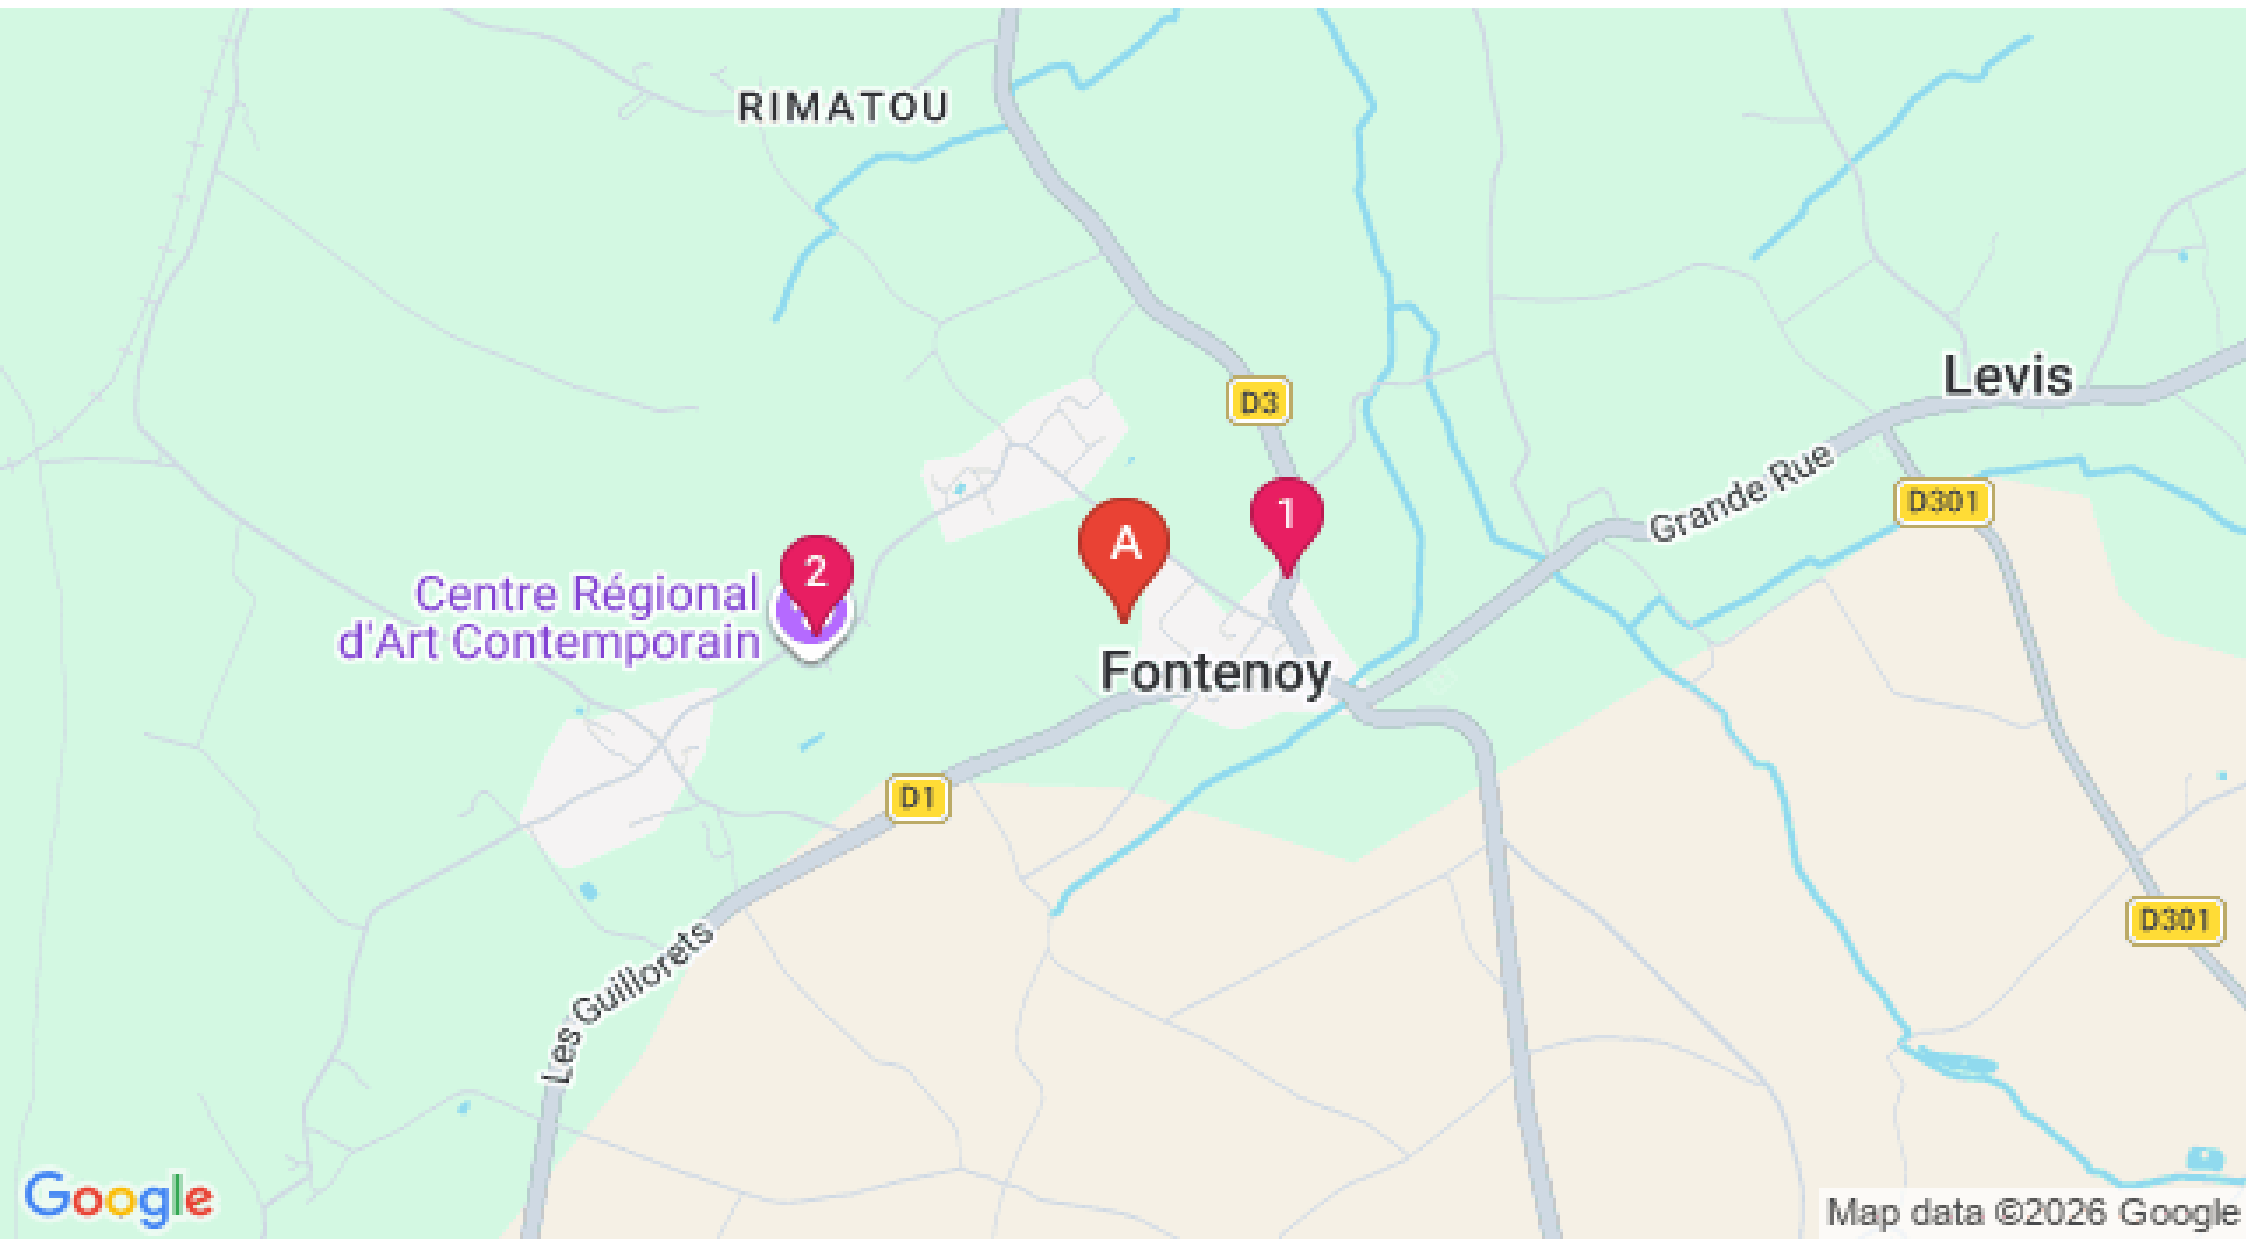 RIMATOU
D3
Levis
Grande Rue
D301
1
A
2
Centre Régional
d'Art Contemporain
Fontenoy
D1
D301
Les Guillorets
Google
Map data ©2026 Google